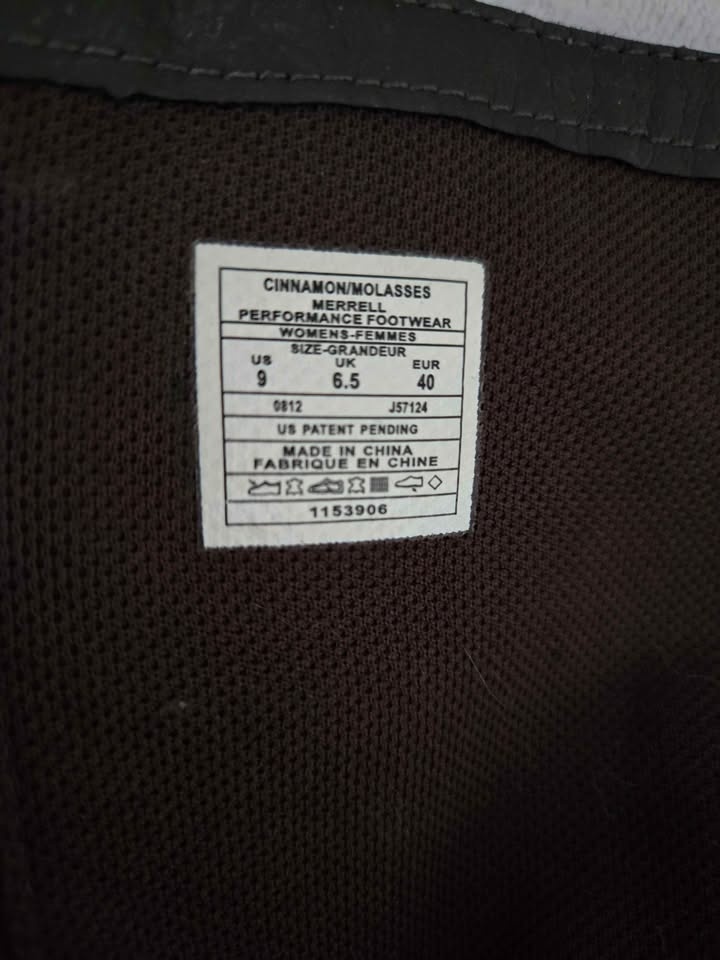 CINNAMON/MOLASSES
MERRELL
PERFORMANCE FOOTWEAR
WOMENS-FEMMES
SIZE-GRANDEUR
US UK EUR
9 6.5 40
0812 J57124
US PATENT PENDING
MADE IN CHINA
FABRIQUE EN CHINE
1153906